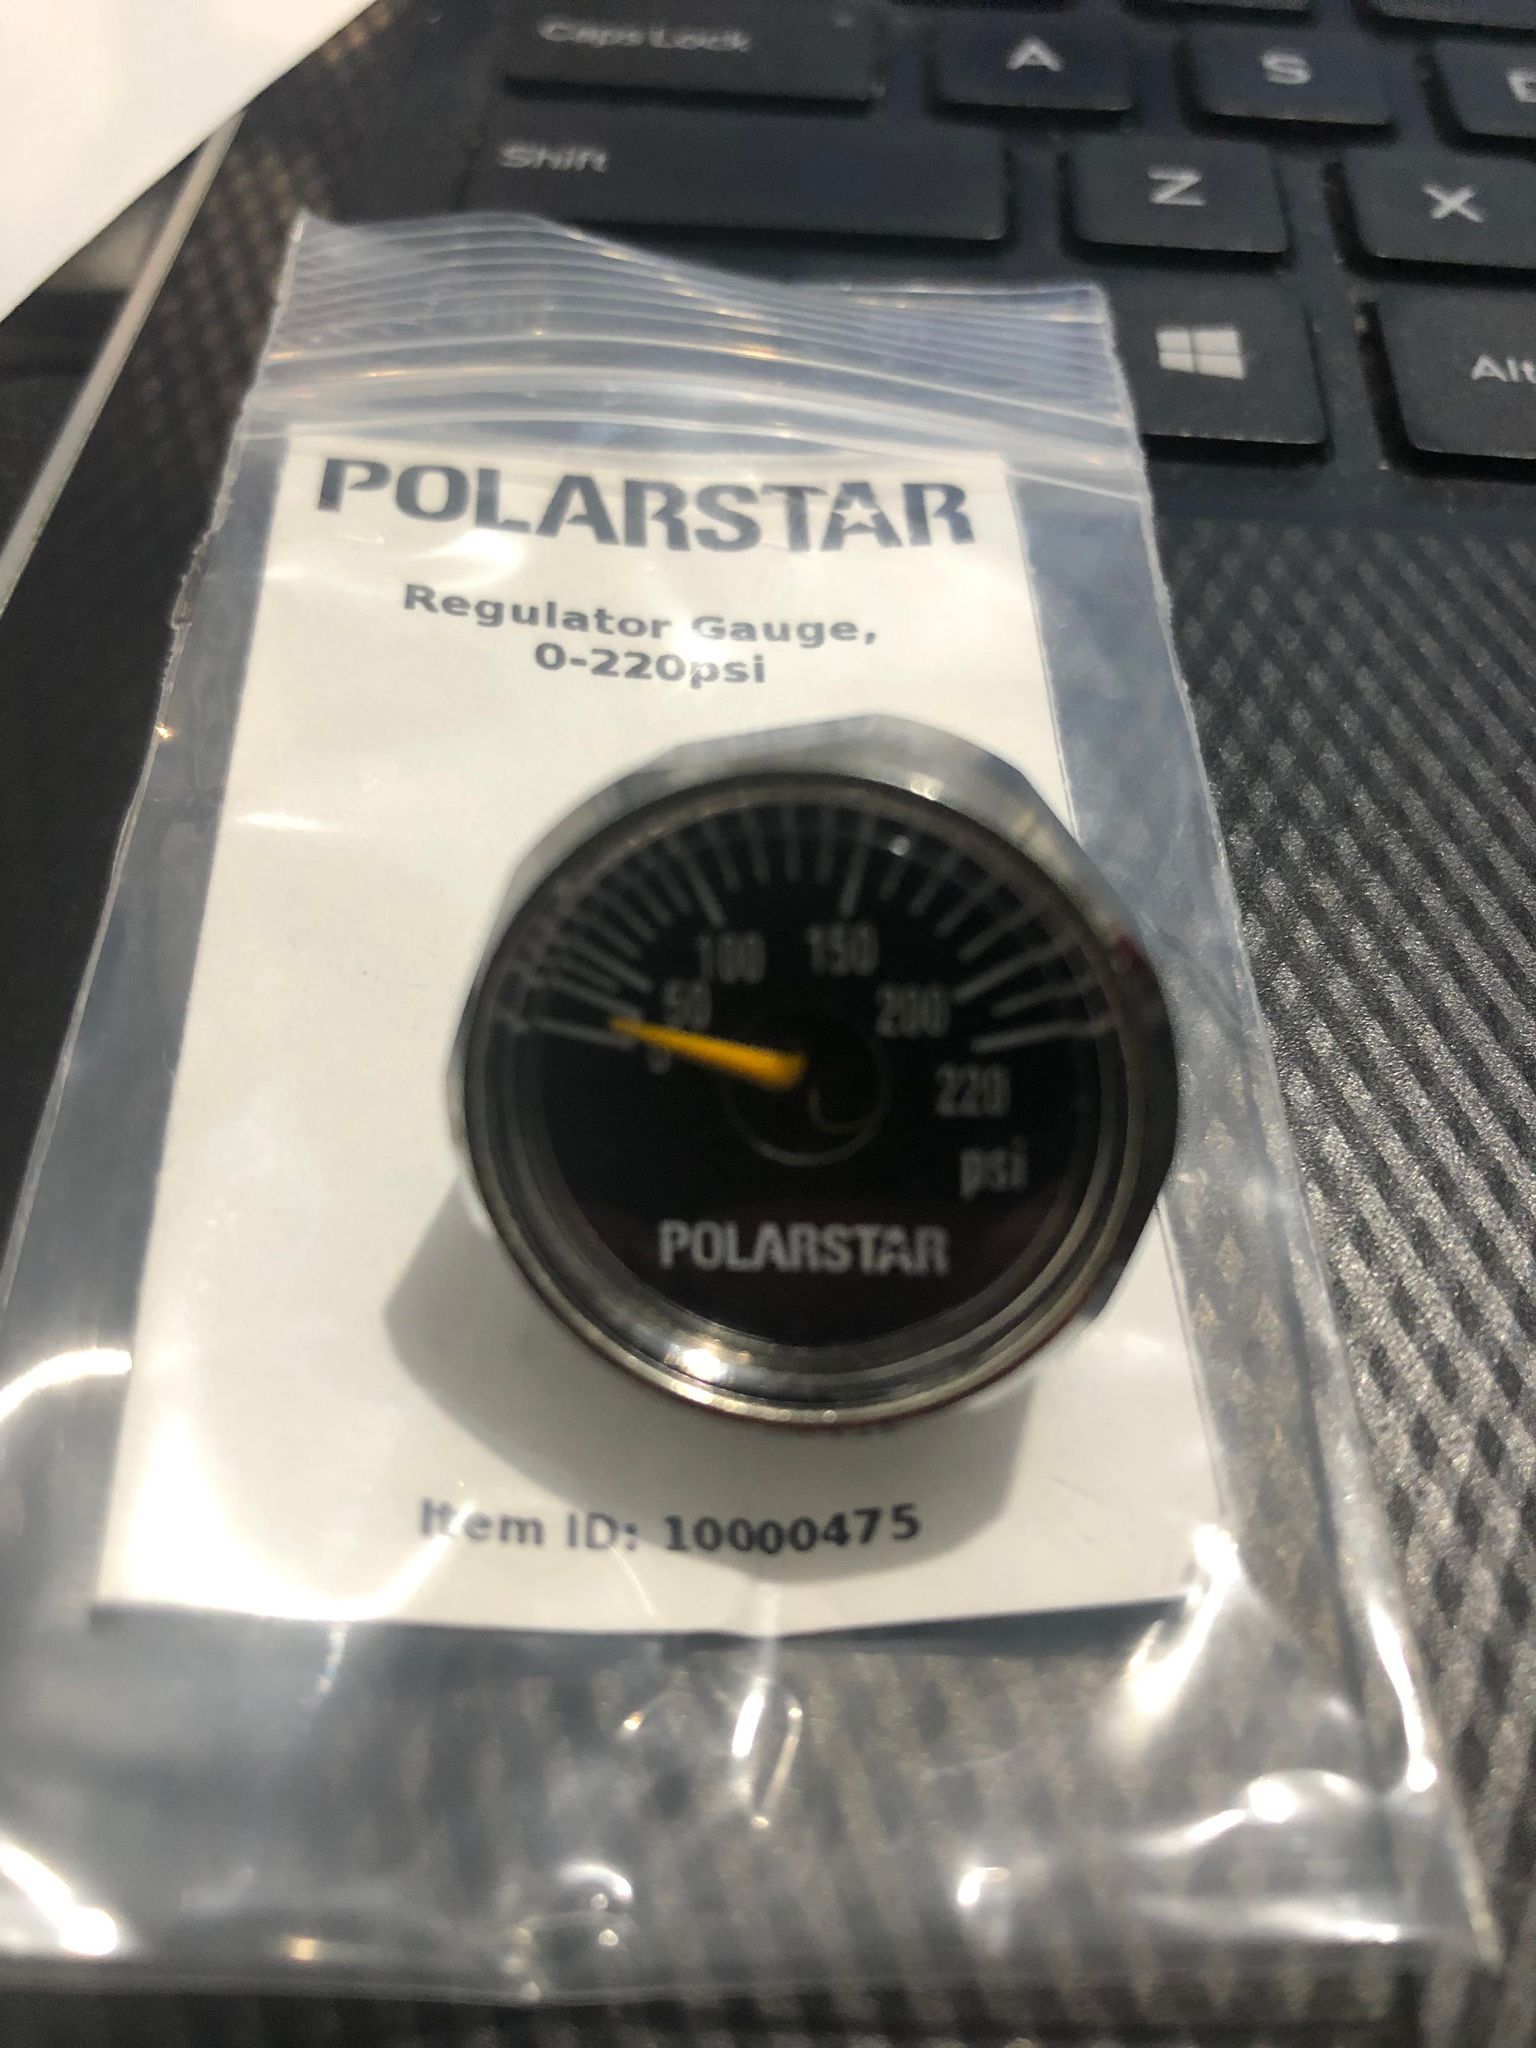 Caps Lock
A
S
Shift
Z
X
Alt
POLARSTAR
Regulator Gauge,
0-220psi
100
150
50
200
0
220
psi
POLARSTAR
Item ID: 10000475